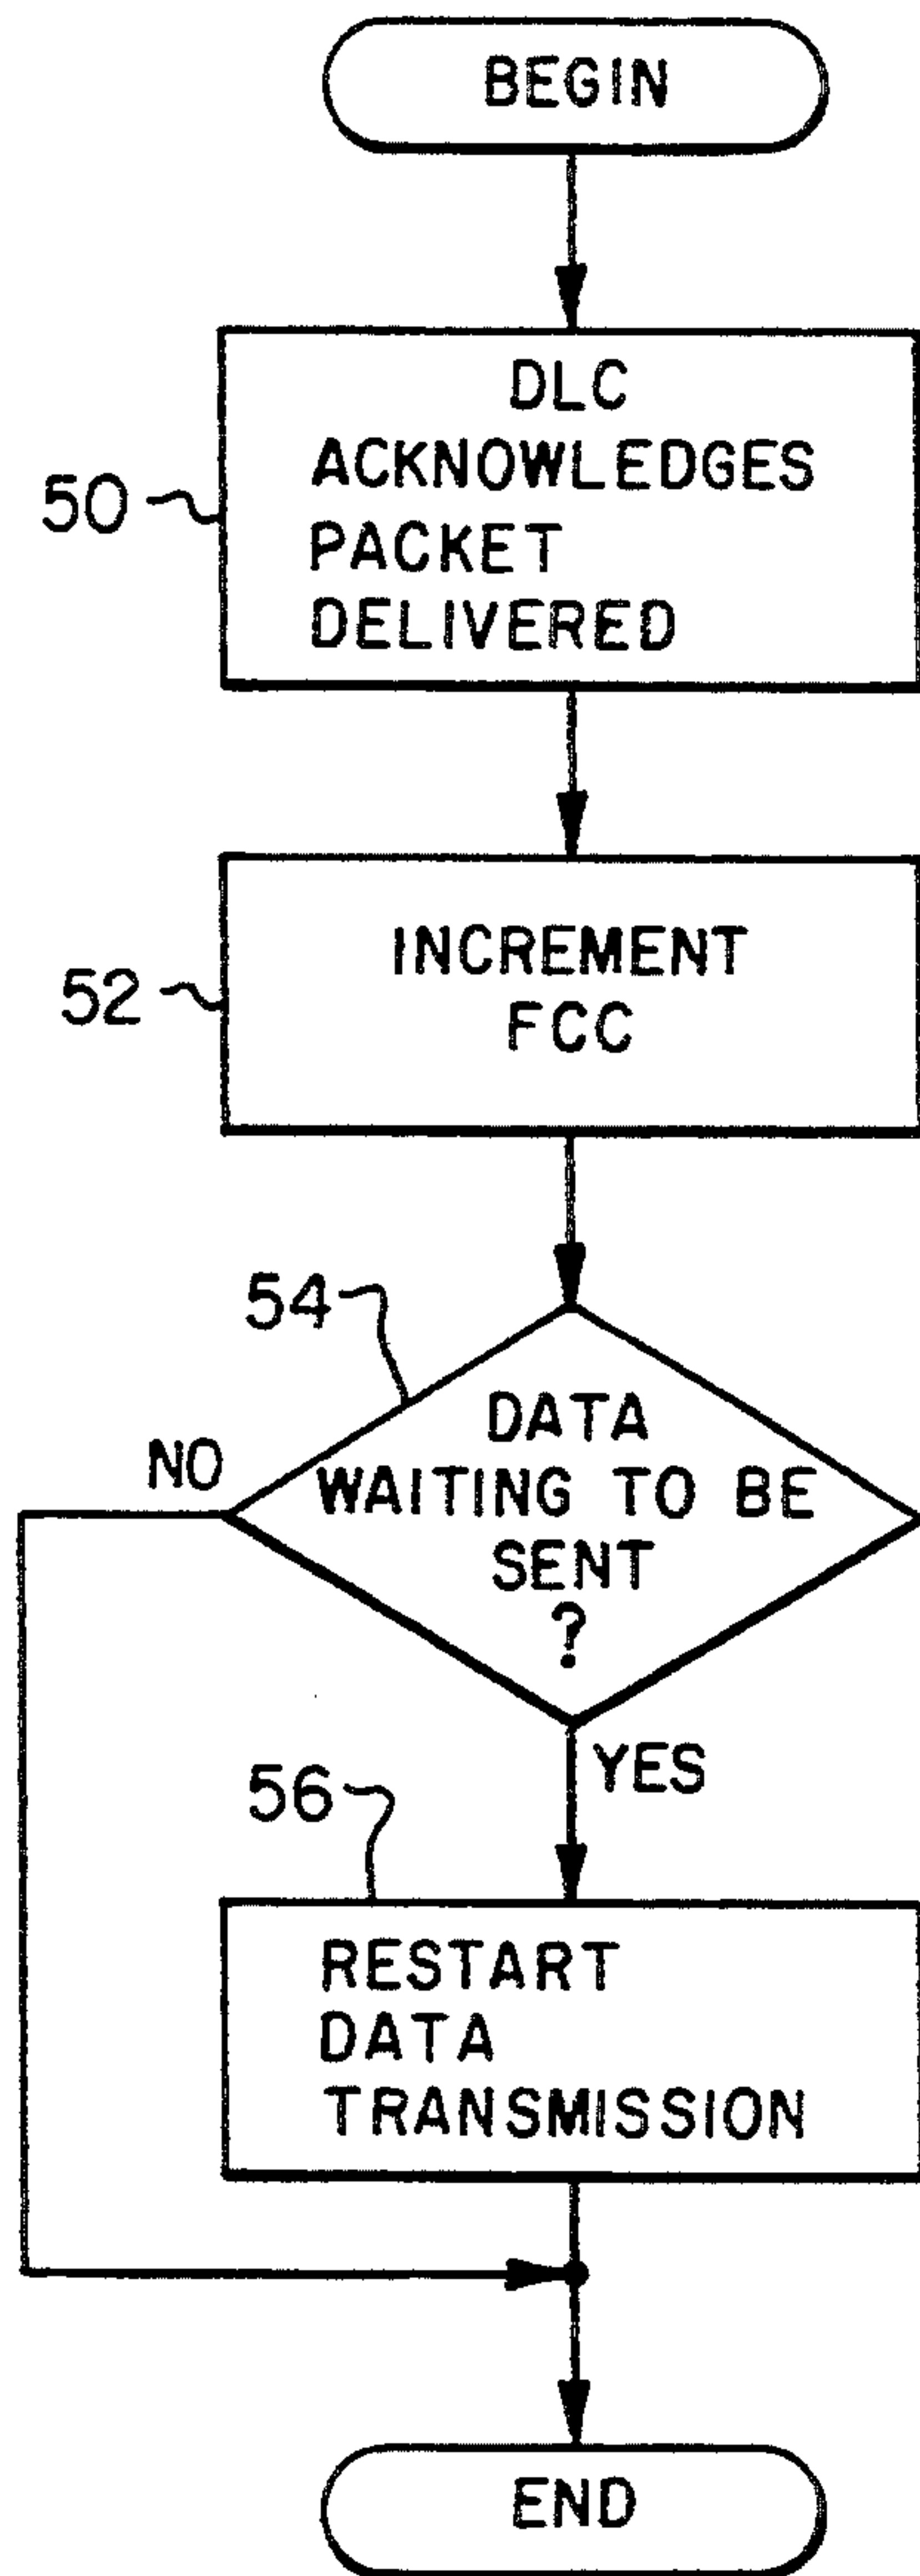 BEGIN
DLC
ACKNOWLEDGES
PACKET
DELIVERED
50
INCREMENT
FCC
52
54
DATA
WAITING TO BE
SENT
?
NO
YES
56
RESTART
DATA
TRANSMISSION
END